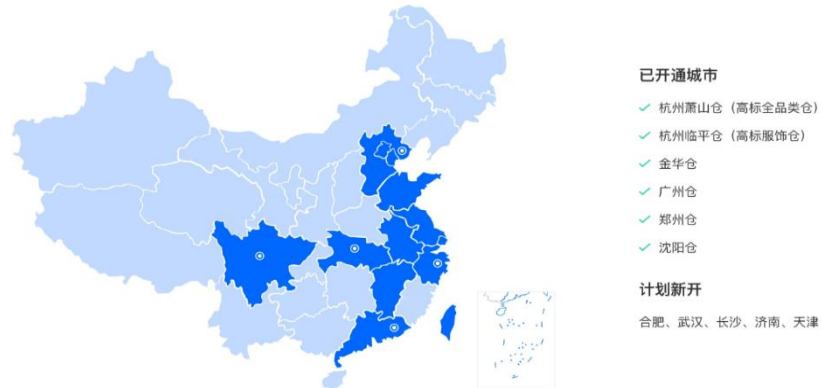 已开通城市
杭州萧山仓（高标全品类仓）
杭州临平仓（高标服饰仓）
金华仓
广州仓
郑州仓
沈阳仓
计划新开
合肥、武汉、长沙、济南、天津